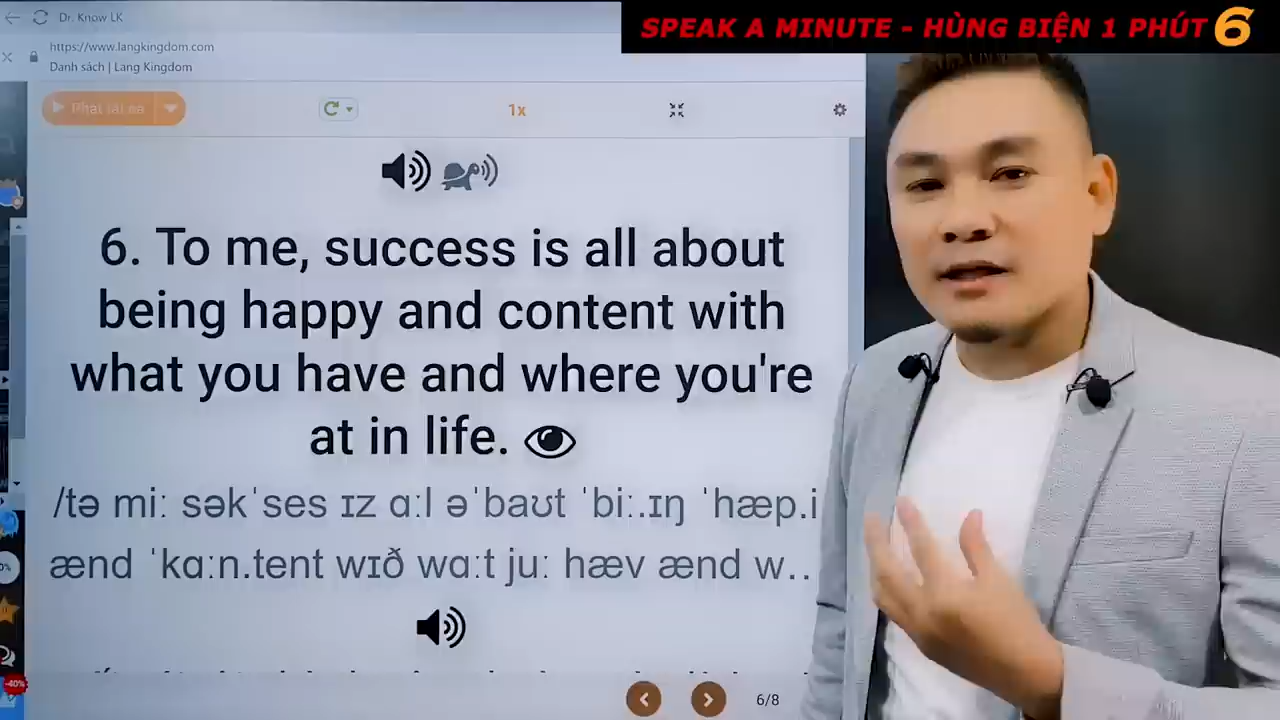 Dr. Know LK
SPEAK A MINUTE - HÙNG BIỆN 1 PHÚT 6
https://www.langkingdom.com
Danh sách | Lang Kingdom
1x
6. To me, success is all about
being happy and content with
what you have and where you're
at in life.
/tə miː səkˈses ɪz ɑːl əˈbaʊt ˈbiː.ɪŋ ˈhæp.i
ænd ˈkɑːn.tent wɪð wɑːt juː hæv ænd w..
-40%
6/8